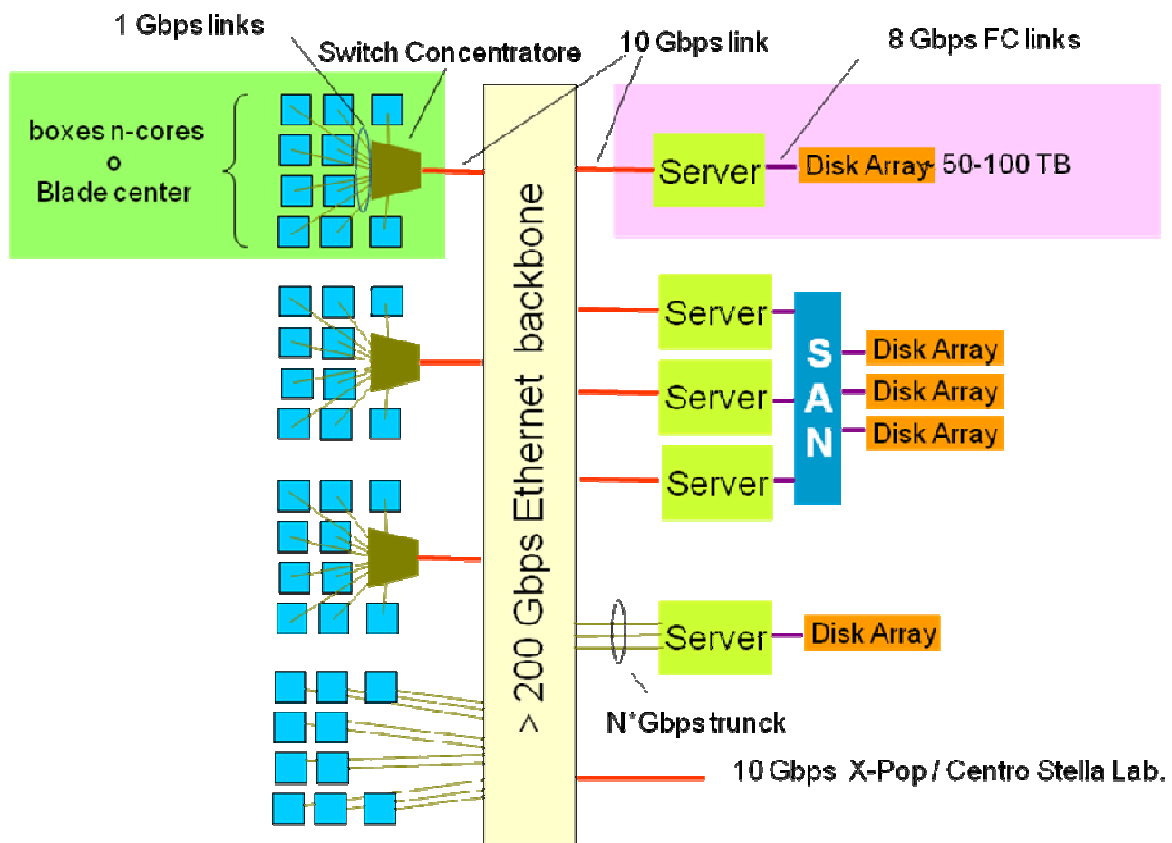 1 Gbps links
Switch Concentratore
10 Gbps link
8 Gbps FC links
boxes n-cores
o
Blade center
> 200 Gbps Ethernet backbone
Server
Disk Array
50-100 TB
Server
Server
Server
SAN
Disk Array
Disk Array
Disk Array
Server
Disk Array
N*Gbps trunck
10 Gbps X-Pop / Centro Stella Lab.